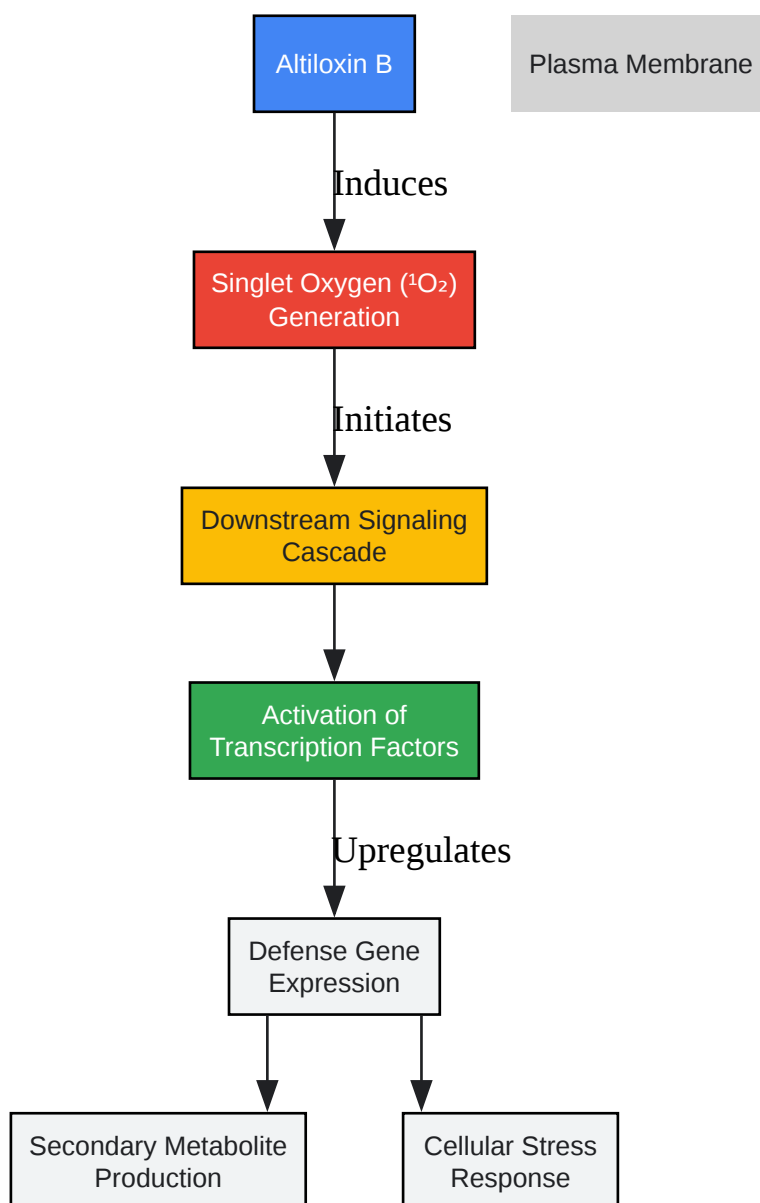 Altiloxin B
Plasma Membrane
Induces
Singlet Oxygen (¹O₂)
Generation
Initiates
Downstream Signaling
Cascade
Activation of
Transcription Factors
Upregulates
Defense Gene
Expression
Secondary Metabolite
Production
Cellular Stress
Response